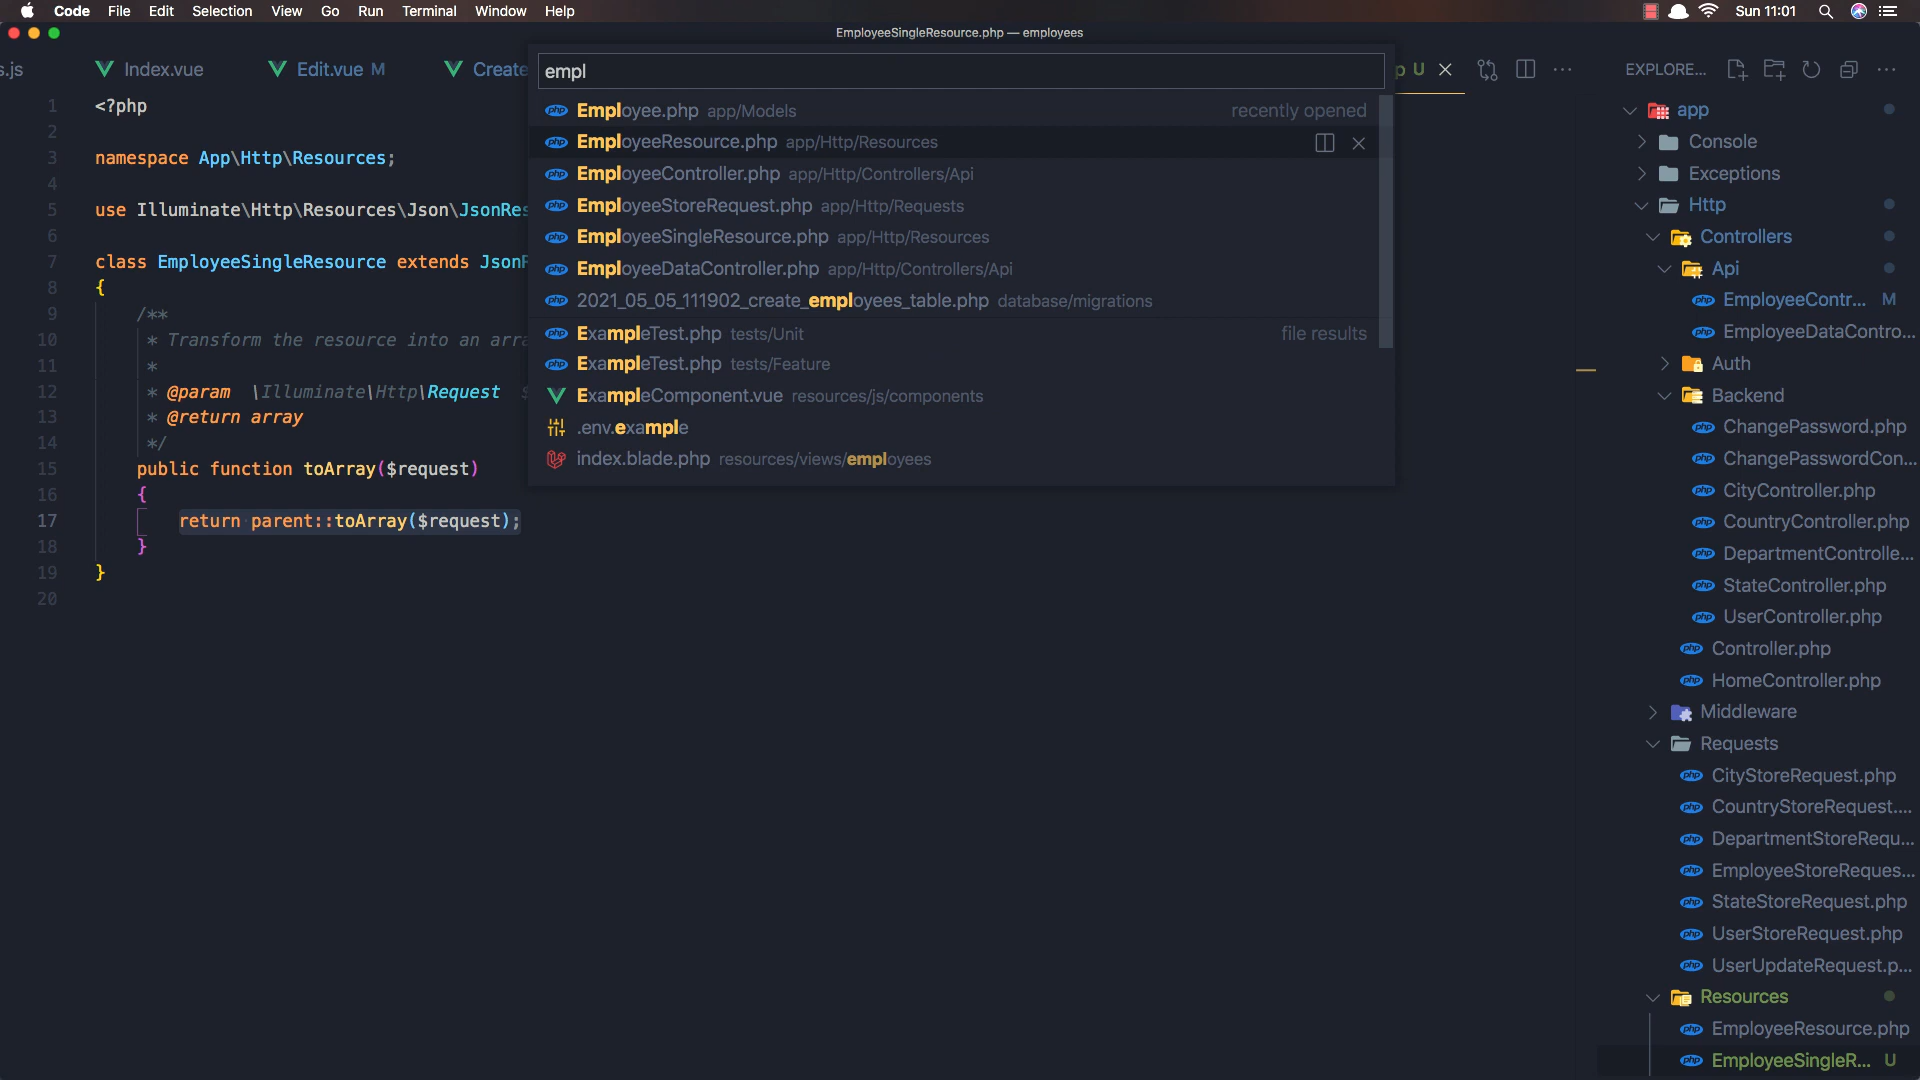 Code File Edit Selection View Go Run Terminal Window Help Sun 11:01
EmployeeSingleResource.php — employees
s.js Index.vue Edit.vue M Create p U EXPLORE...
empl
Employee.php app/Models recently opened
EmployeeResource.php app/Http/Resources
EmployeeController.php app/Http/Controllers/Api
EmployeeStoreRequest.php app/Http/Requests
EmployeeSingleResource.php app/Http/Resources
EmployeeDataController.php app/Http/Controllers/Api
2021_05_05_111902_create_employees_table.php database/migrations
ExampleTest.php tests/Unit file results
ExampleTest.php tests/Feature
ExampleComponent.vue resources/js/components
.env.example
index.blade.php resources/views/employees
1 <?php
2
3 namespace App\Http\Resources;
4
5 use Illuminate\Http\Resources\Json\JsonRes
6
7 class EmployeeSingleResource extends JsonR
8 {
9 /**
10 * Transform the resource into an arra
11 *
12 * @param \Illuminate\Http\Request $
13 * @return array
14 */
15 public function toArray($request)
16 {
17 return parent::toArray($request);
18 }
19 }
20
app
Console
Exceptions
Http
Controllers
Api
EmployeeContr... M
EmployeeDataContro...
Auth
Backend
ChangePassword.php
ChangePasswordCon...
CityController.php
CountryController.php
DepartmentControlle...
StateController.php
UserController.php
Controller.php
HomeController.php
Middleware
Requests
CityStoreRequest.php
CountryStoreRequest....
DepartmentStoreRequ...
EmployeeStoreReques...
StateStoreRequest.php
UserStoreRequest.php
UserUpdateRequest.p...
Resources
EmployeeResource.php
EmployeeSingleR... U